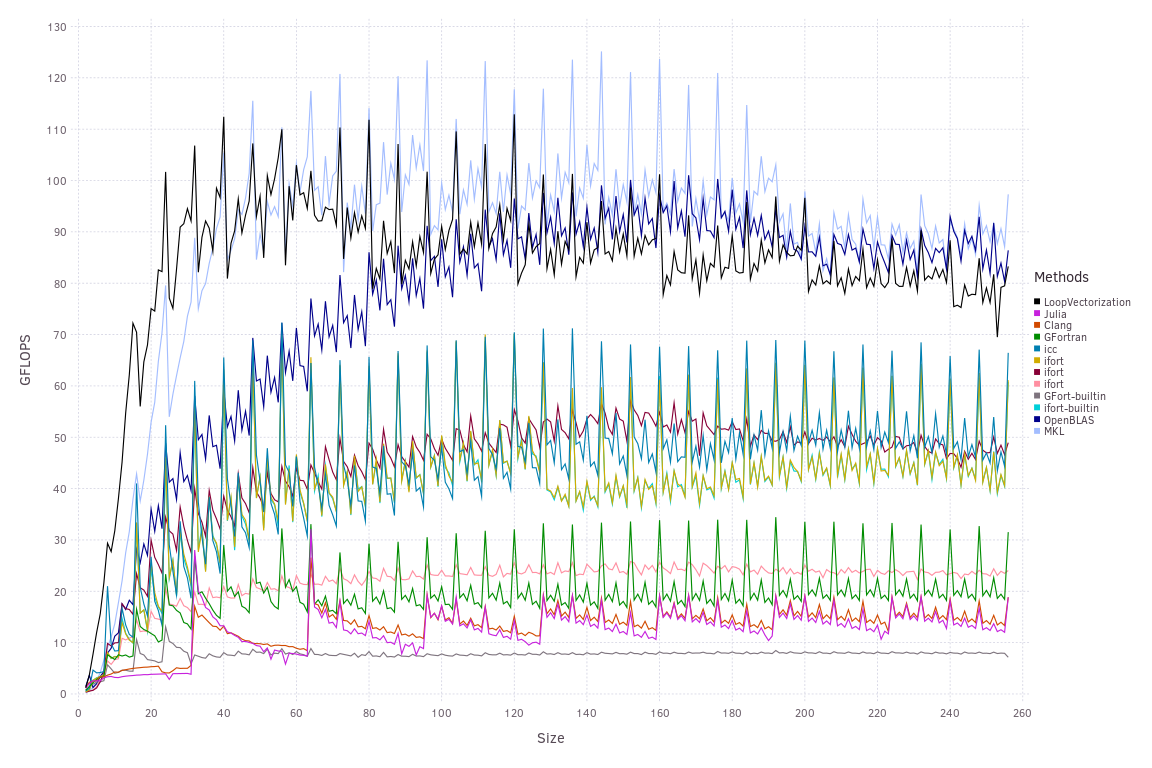 130
120
110
100
90
80
70
60
50
40
30
20
10
0
GFLOPS
0 20 40 60 80 100 120 140 160 180 200 220 240 260
Size
Methods
LoopVectorization
Julia
Clang
GFortran
icc
ifort
ifort
ifort
GFort-builtin
ifort-builtin
OpenBLAS
MKL